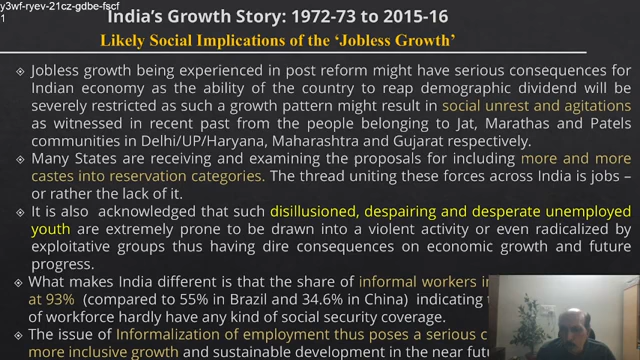 y3wf-ryev-21cz-gdbe-fscf
1
India's Growth Story: 1972-73 to 2015-16
Likely Social Implications of the 'Jobless Growth'
Jobless growth being experienced in post reform might have serious consequences for
Indian economy as the ability of the country to reap demographic dividend will be
severely restricted as such a growth pattern might result in social unrest and agitations
as witnessed in recent past from the people belonging to Jat, Marathas and Patels
communities in Delhi/UP/Haryana, Maharashtra and Gujarat respectively.
Many States are receiving and examining the proposals for including more and more
castes into reservation categories. The thread uniting these forces across India is jobs –
or rather the lack of it.
It is also acknowledged that such disillusioned, despairing and desperate unemployed
youth are extremely prone to be drawn into a violent activity or even radicalized by
exploitative groups thus having dire consequences on economic growth and future
progress.
What makes India different is that the share of informal workers in
at 93% (compared to 55% in Brazil and 34.6% in China) indicating
of workforce hardly have any kind of social security coverage.
The issue of Informalization of employment thus poses a serious
more inclusive growth and sustainable development in the near